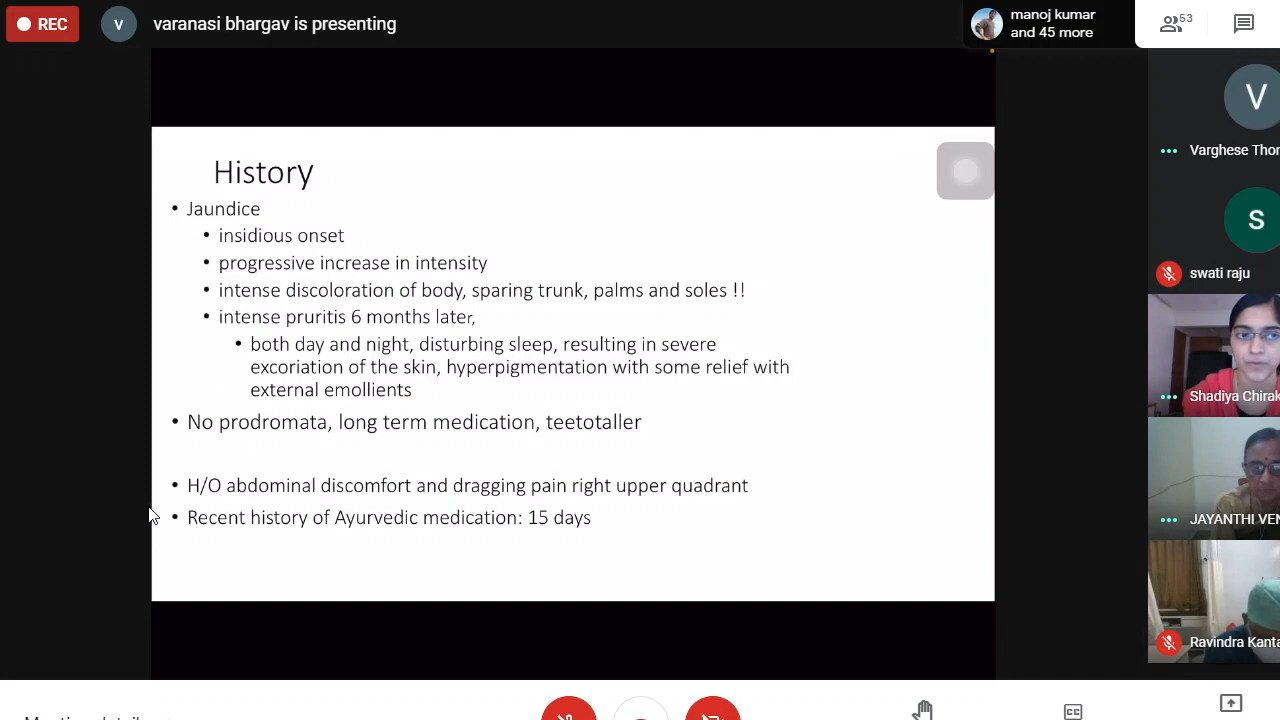 REC
V
varanasi bhargav is presenting
manoj kumar
and 45 more
53
History
• Jaundice
• insidious onset
• progressive increase in intensity
• intense discoloration of body, sparing trunk, palms and soles !!
• intense pruritis 6 months later,
• both day and night, disturbing sleep, resulting in severe
excoriation of the skin, hyperpigmentation with some relief with
external emollients
• No prodromata, long term medication, teetotaller
• H/O abdominal discomfort and dragging pain right upper quadrant
• Recent history of Ayurvedic medication: 15 days
V
Varghese Thor
S
swati raju
Shadiya Chirak
JAYANTHI VEN
Ravindra Kanta
CC